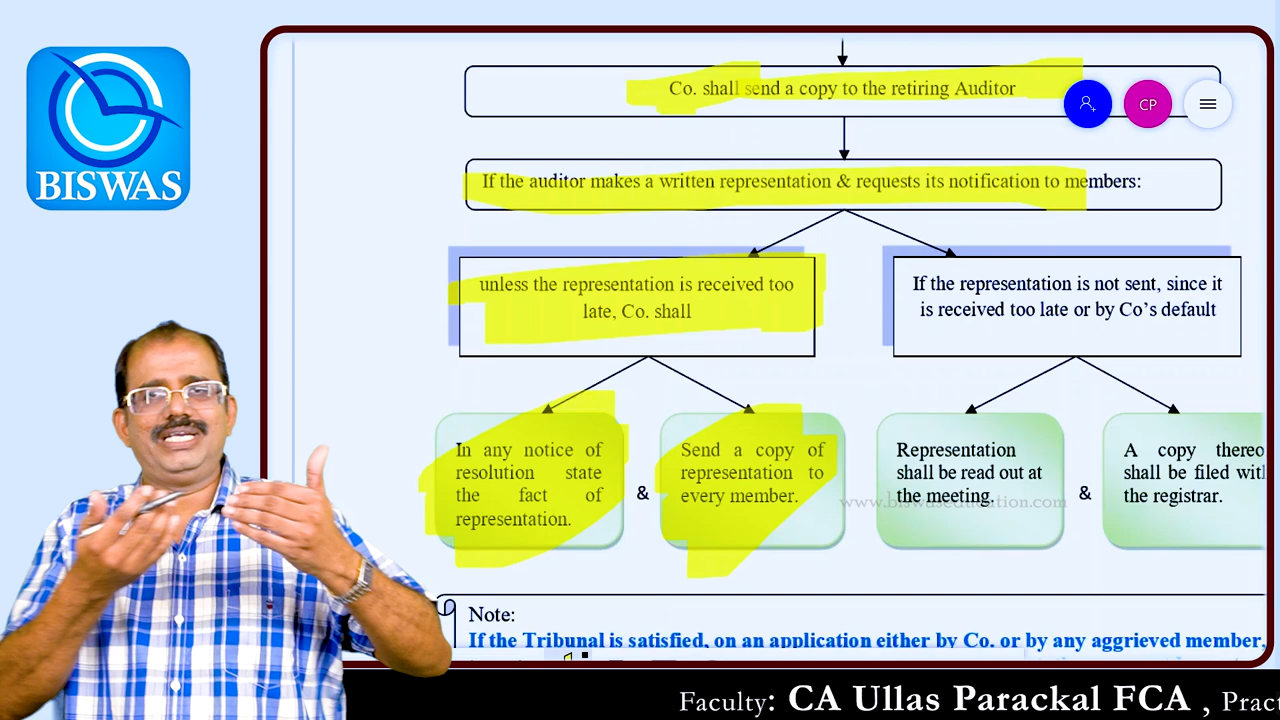 BISWAS
Co. shall send a copy to the retiring Auditor
CP
If the auditor makes a written representation & requests its notification to members:
unless the representation is received too
late, Co. shall
If the representation is not sent, since it
is received too late or by Co's default
In any notice of
resolution state
the fact of
representation.
&
Send a copy of
representation to
every member.
Representation
shall be read out at
the meeting.
www.biswaseducation.com
&
A copy thereo
shall be filed with
the registrar.
Note:
If the Tribunal is satisfied, on an application either by Co. or by any aggrieved member,
Faculty: CA Ullas Parackal FCA , Pract